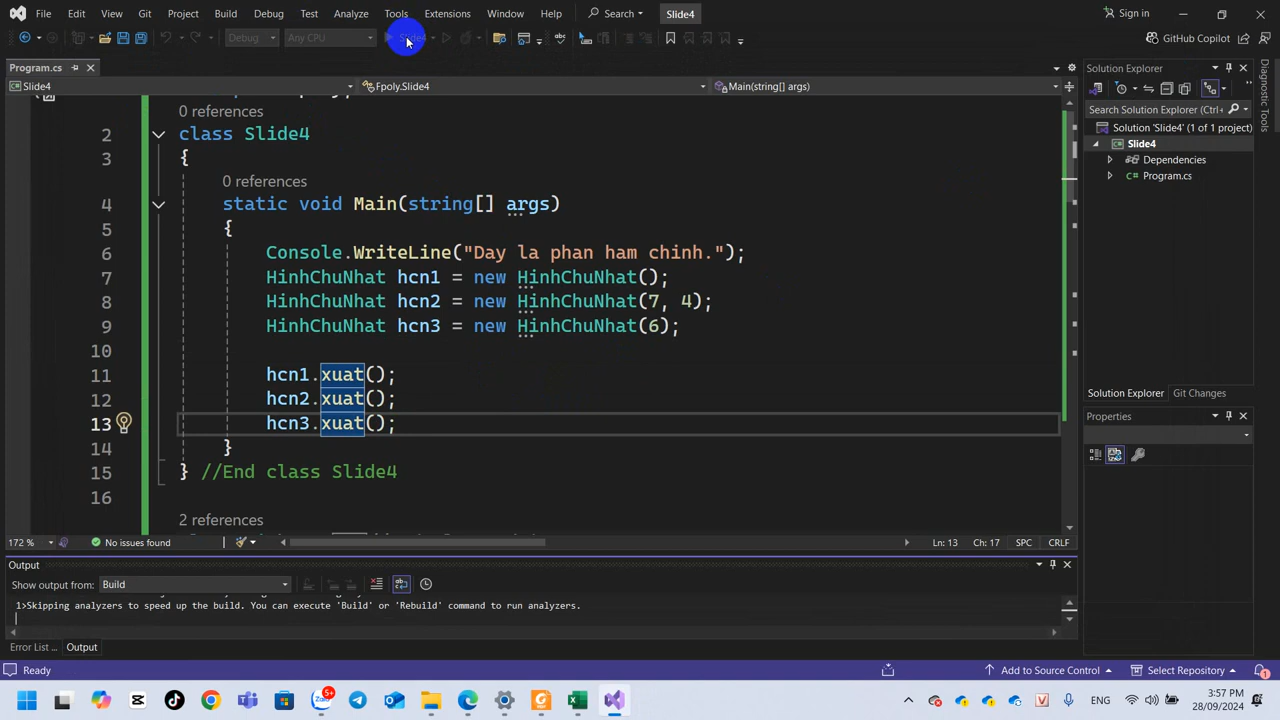 File Edit View Git Project Build Debug Test Analyze Tools Extensions Window Help Search Slide4 Sign in
Debug Any CPU Slide4 GitHub Copilot
Program.cs
Slide4 Fpoly.Slide4 Main(string[] args)
0 references
2 class Slide4
3 {
0 references
4 static void Main(string[] args)
5 {
6 Console.WriteLine("Day la phan ham chinh.");
7 HinhChuNhat hcn1 = new HinhChuNhat();
8 HinhChuNhat hcn2 = new HinhChuNhat(7, 4);
9 HinhChuNhat hcn3 = new HinhChuNhat(6);
10
11 hcn1.xuat();
12 hcn2.xuat();
13 hcn3.xuat();
14 }
15 } //End class Slide4
16
2 references
172 % No issues found Ln: 13 Ch: 17 SPC CRLF
Output
Show output from: Build
1>Skipping analyzers to speed up the build. You can execute 'Build' or 'Rebuild' command to run analyzers.
Error List ... Output
Solution Explorer
Search Solution Explorer (Ctrl+
Solution 'Slide4' (1 of 1 project)
Slide4
Dependencies
Program.cs
Solution Explorer Git Changes
Properties
Diagnostic Tools
Ready Add to Source Control Select Repository 1
Zalo 5+ ENG 3:57 PM
28/09/2024